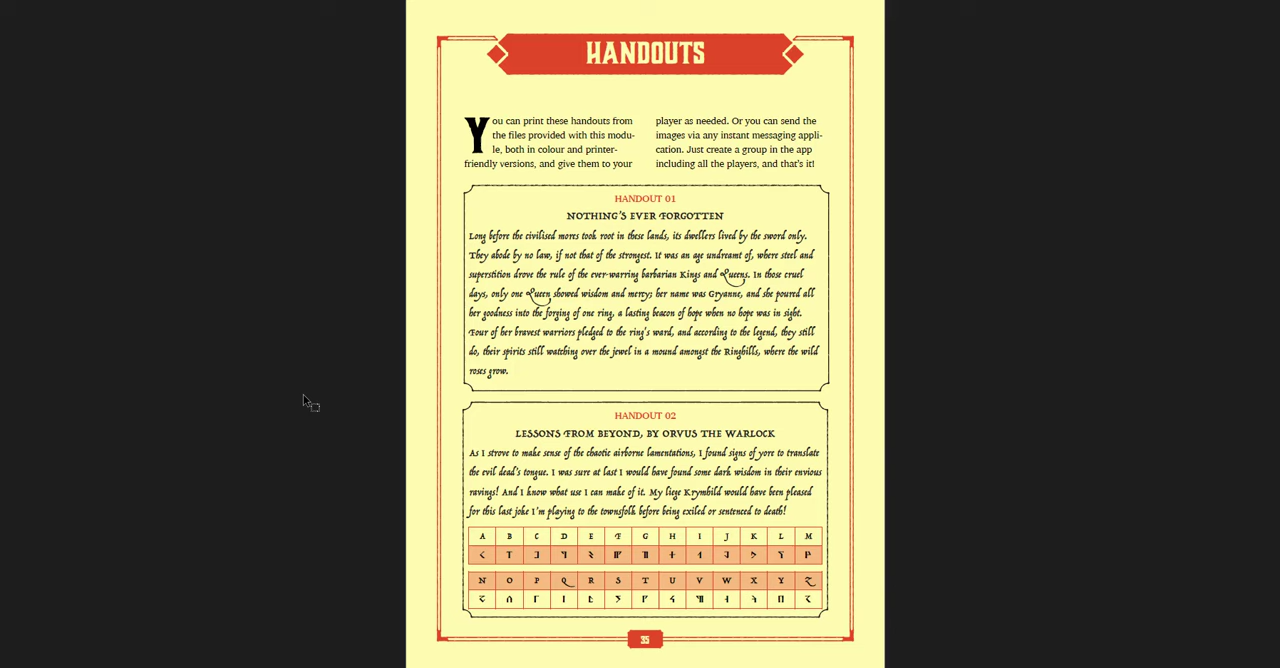 HANDOUTS
You can print these handouts from
the files provided with this modu-
le, both in colour and printer-
friendly versions, and give them to your
player as needed. Or you can send the
images via any instant messaging appli-
cation. Just create a group in the app
including all the players, and that's it!
HANDOUT 01
NOTHING'S EVER FORGOTTEN
Long before the civilised mores took root in these lands, its dwellers lived by the sword only.
They abode by no law, if not that of the strongest. It was an age undreamt of, where steel and
superstition drove the rule of the ever-warring barbarian Kings and Queens. In those cruel
days, only one Queen showed wisdom and mercy; her name was Gryanne, and she poured all
her goodness into the forging of one ring, a lasting beacon of hope when no hope was in sight.
Four of her bravest warriors pledged to the ring's ward, and according to the legend, they still
do, their spirits still watching over the jewel in a mound amongst the Ringhills, where the wild
roses grow.
HANDOUT 02
LESSONS FROM BEYOND, BY ORVUS THE WARLOCK
As I strove to make sense of the chaotic airborne lamentations, I found signs of yore to translate
the evil dead's tongue. I was sure at last I would have found some dark wisdom in their envious
ravings! And I know what use I can make of it. My liege Krymhild would have been pleased
for this last joke I'm playing to the townsfolk before being exiled or sentenced to death!
A B C D E F G H I J K L M
N O P Q R S T U V W X Y Z
35